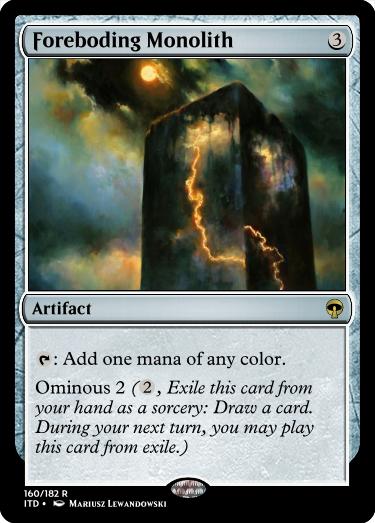 Foreboding Monolith 3
Artifact
: Add one mana of any color.
Ominous 2 (2, Exile this card from
your hand as a sorcery: Draw a card.
During your next turn, you may play
this card from exile.)
160/182 R
ITD • Mariusz Lewandowski